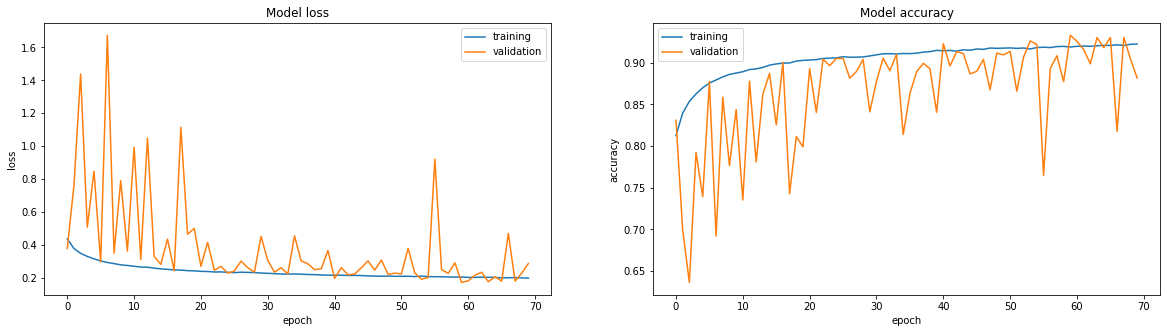 Model loss
training
validation
1.6
1.4
1.2
1.0
0.8
0.6
0.4
0.2
loss
0 10 20 30 40 50 60 70
epoch
Model accuracy
training
validation
0.90
0.85
0.80
0.75
0.70
0.65
accuracy
0 10 20 30 40 50 60 70
epoch